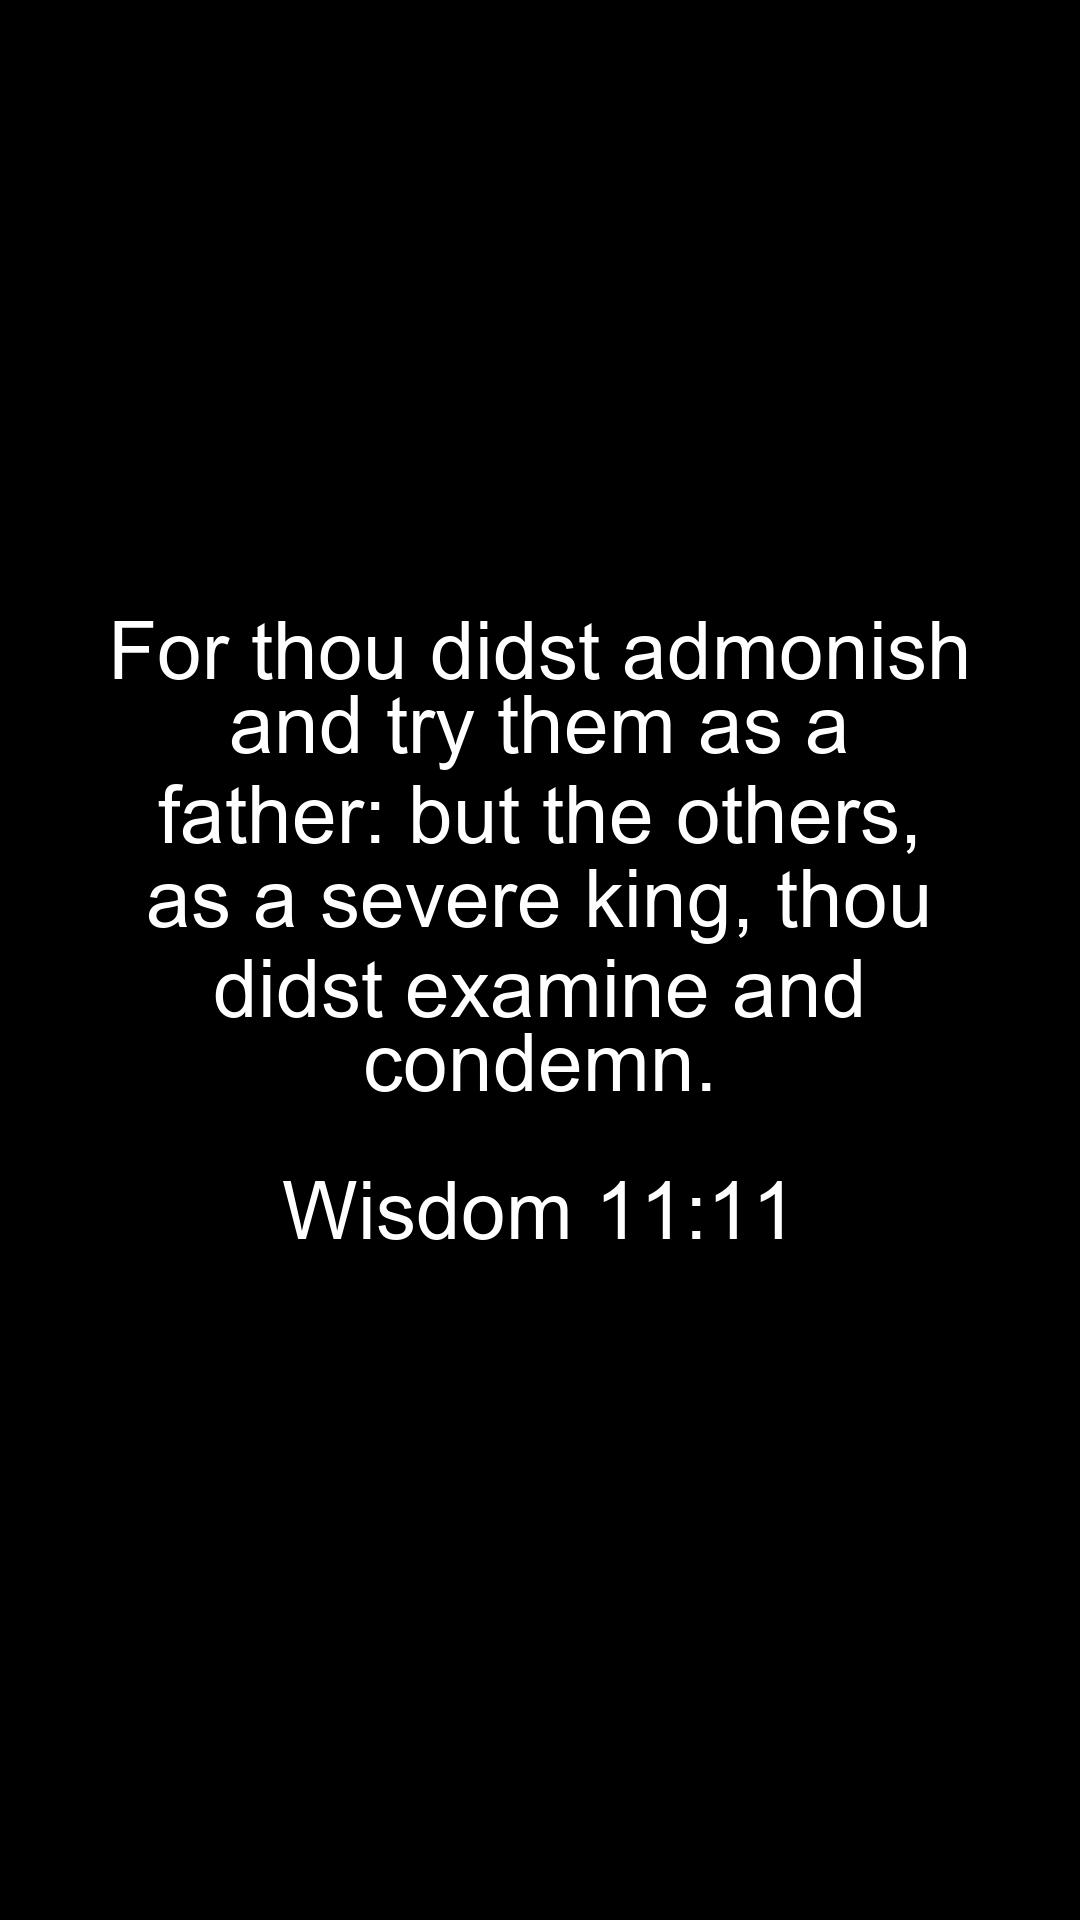 For thou didst admonish
and try them as a
father: but the others,
as a severe king, thou
didst examine and
condemn.
Wisdom 11:11